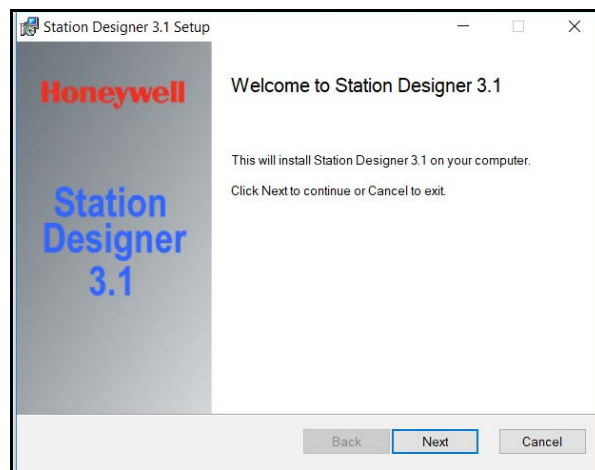 Station Designer 3.1 Setup
Honeywell
Station
Designer
3.1
Welcome to Station Designer 3.1
This will install Station Designer 3.1 on your computer.
Click Next to continue or Cancel to exit.
Back
Next
Cancel